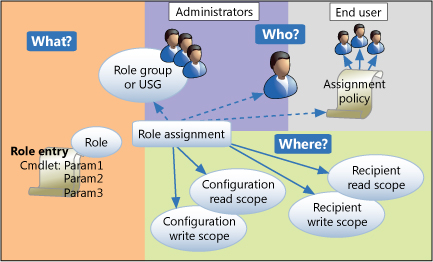 Administrators
End user
What?
Who?
Role group
or USG
Assignment
policy
Role assignment
Role
Where?
Role entry
Cmdlet: Param1
Param2
Param3
Configuration
read scope
Recipient
read scope
Configuration
write scope
Recipient
write scope